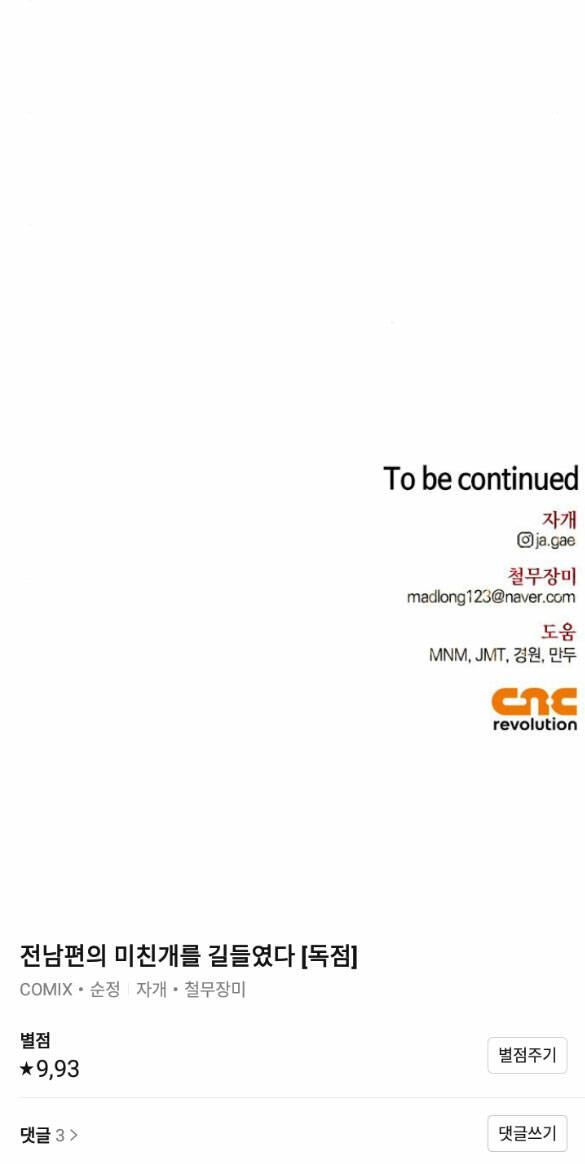 To be continued
자개
ja.gae
철무장미
madlong123@naver.com
도움
MNM, JMT, 경원, 만두
CRC
revolution
전남편의 미친개를 길들였다 [독점]
COMIX • 순정 | 자개 • 철무장미
별점
★9,93
별점주기
댓글 3 >
댓글쓰기